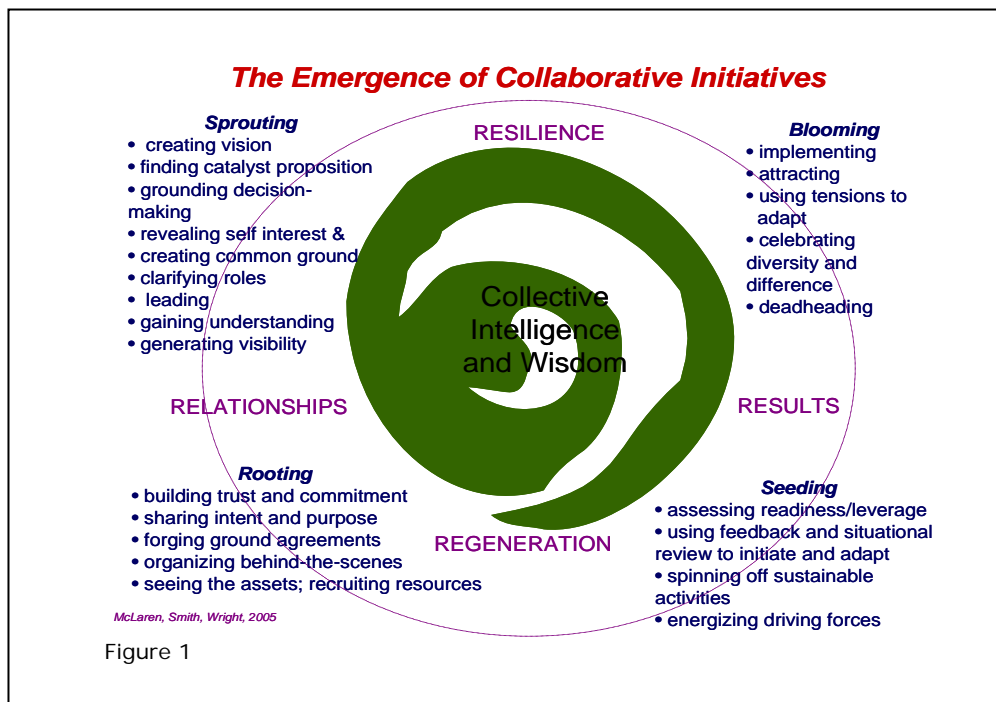 The Emergence of Collaborative Initiatives
Sprouting
• creating vision
• finding catalyst proposition
• grounding decision-
making
• revealing self interest &
• creating common ground
• clarifying roles
• leading
• gaining understanding
• generating visibility
RESILIENCE
Blooming
• implementing
• attracting
• using tensions to
adapt
• celebrating
diversity and
difference
• deadheading
Collective
Intelligence
and Wisdom
RELATIONSHIPS
RESULTS
Rooting
• building trust and commitment
• sharing intent and purpose
• forging ground agreements
• organizing behind-the-scenes
• seeing the assets; recruiting resources
REGENERATION
Seeding
• assessing readiness/leverage
• using feedback and situational
review to initiate and adapt
• spinning off sustainable
activities
• energizing driving forces
McLaren, Smith, Wright, 2005
Figure 1